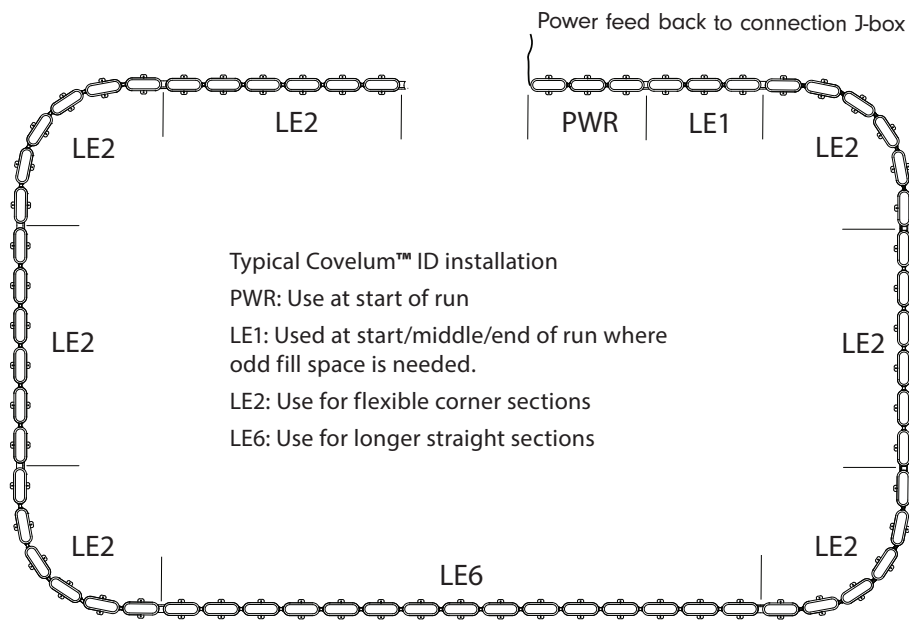 Power feed back to connection J-box
LE2
LE2
PWR
LE1
LE2
Typical Covelum™ ID installation
PWR: Use at start of run
LE1: Used at start/middle/end of run where
odd fill space is needed.
LE2: Use for flexible corner sections
LE6: Use for longer straight sections
LE2
LE2
LE2
LE6
LE2